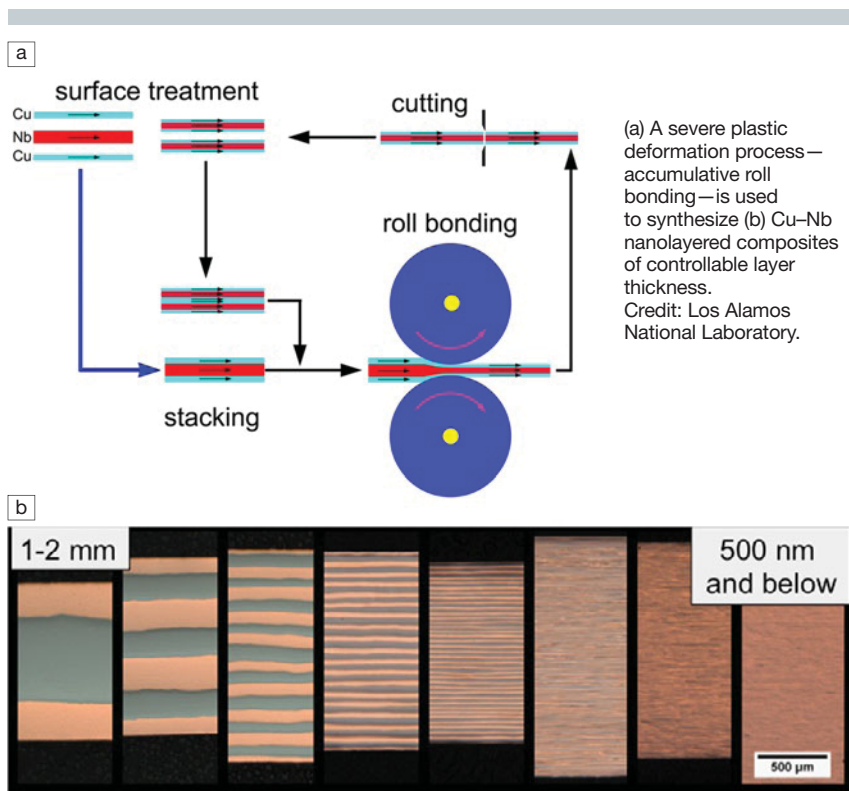 a
surface treatment
cutting
Cu
Nb
Cu
roll bonding
stacking
(a) A severe plastic
deformation process—
accumulative roll
bonding—is used
to synthesize (b) Cu–Nb
nanolayered composites
of controllable layer
thickness.
Credit: Los Alamos
National Laboratory.
b
1-2 mm
500 nm
and below
500 µm